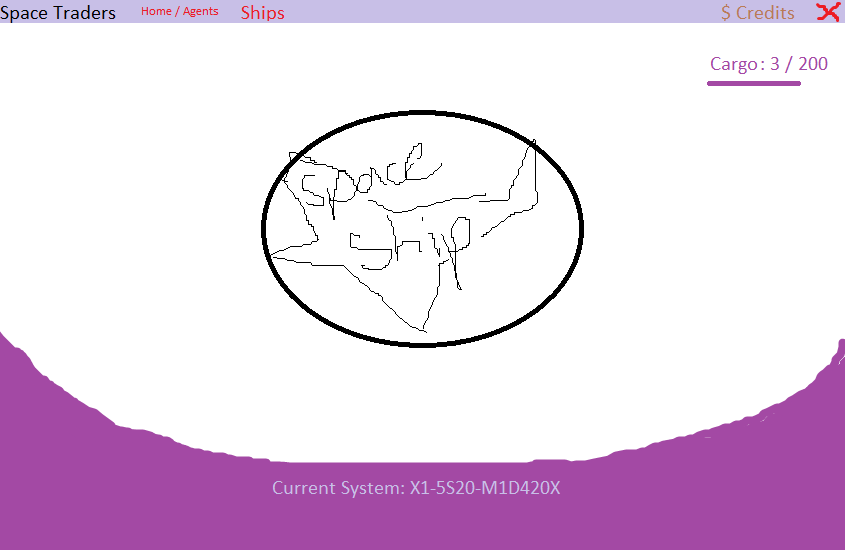 Space Traders Home / Agents Ships $ Credits X
Cargo: 3 / 200
Space
Ship
Current System: X1-5S20-M1D420X